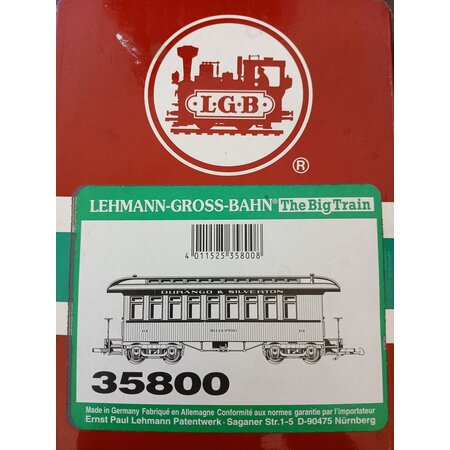 L.G.B.
®
LEHMANN-GROSS-BAHN® The Big Train
4 011525 358008
DURANGO & SILVERTON
35800
Made in Germany Fabriqué en Allemagne Conformité aux normes garantie par l'importateur
Ernst Paul Lehmann Patentwerk · Saganer Str.1-5 D-90475 Nürnberg